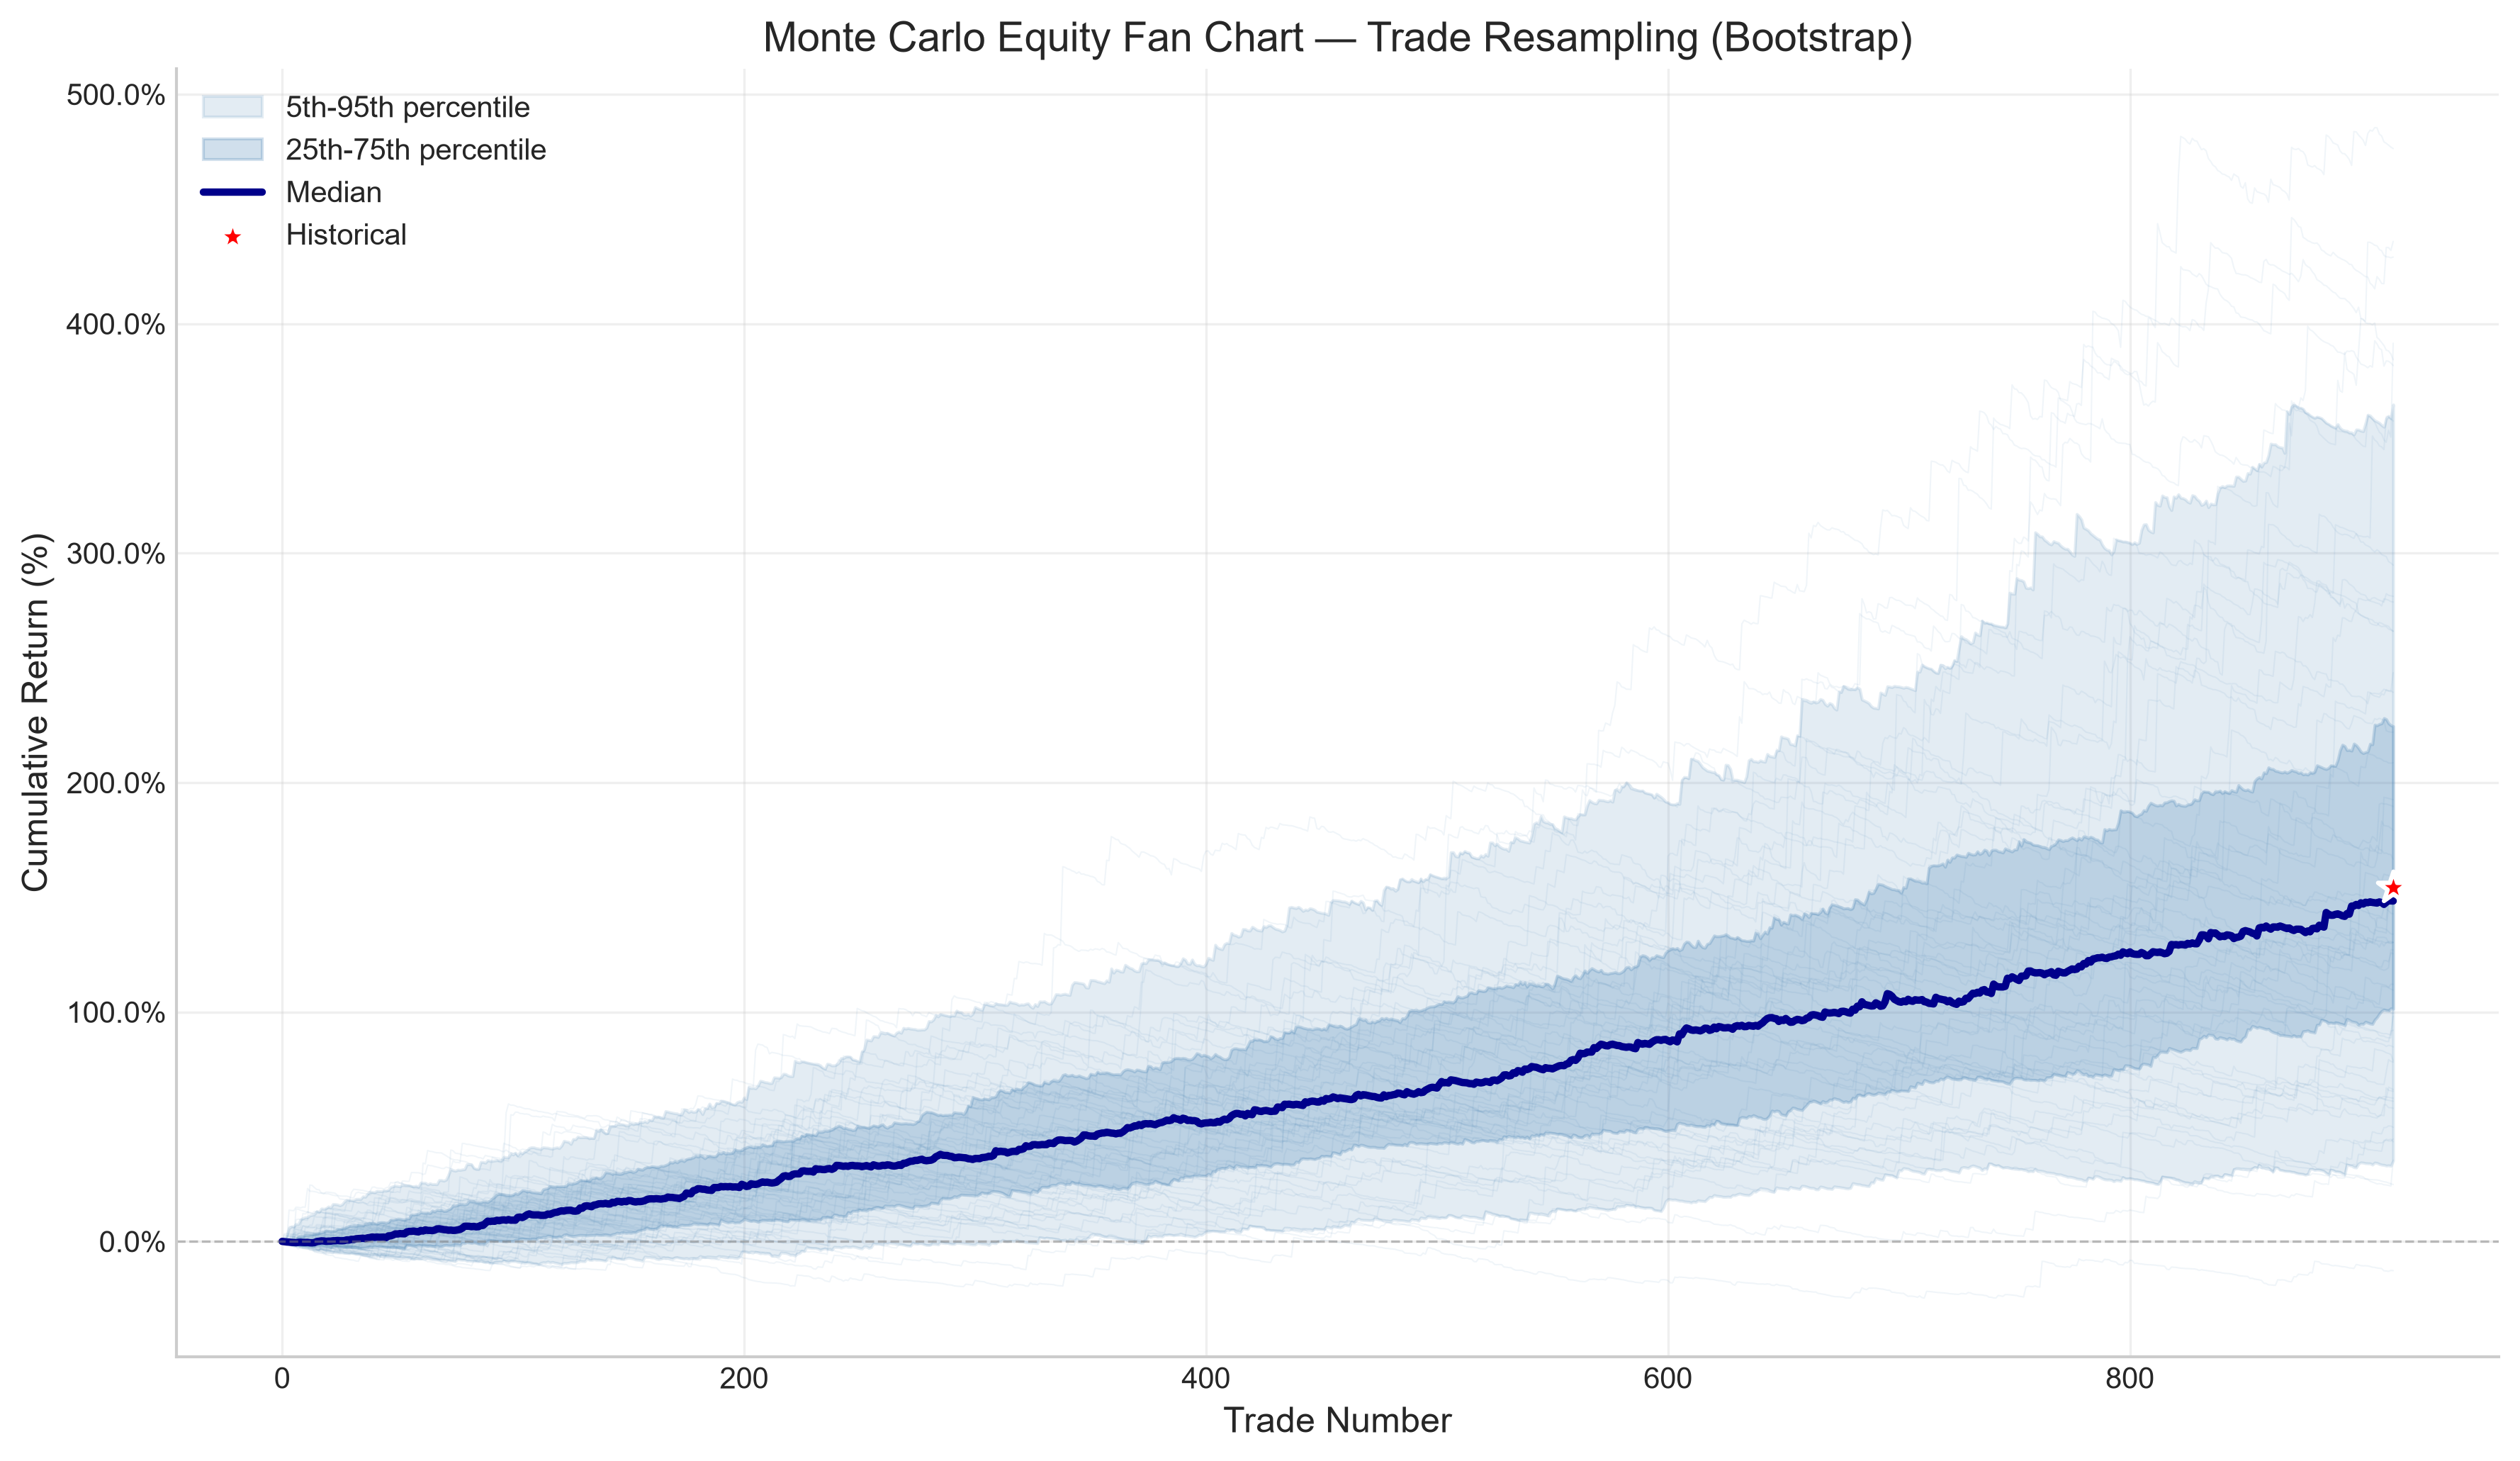 Monte Carlo Equity Fan Chart — Trade Resampling (Bootstrap)
5th-95th percentile
25th-75th percentile
Median
Historical
Cumulative Return (%)
500.0%
400.0%
300.0%
200.0%
100.0%
0.0%
0 200 400 600 800
Trade Number